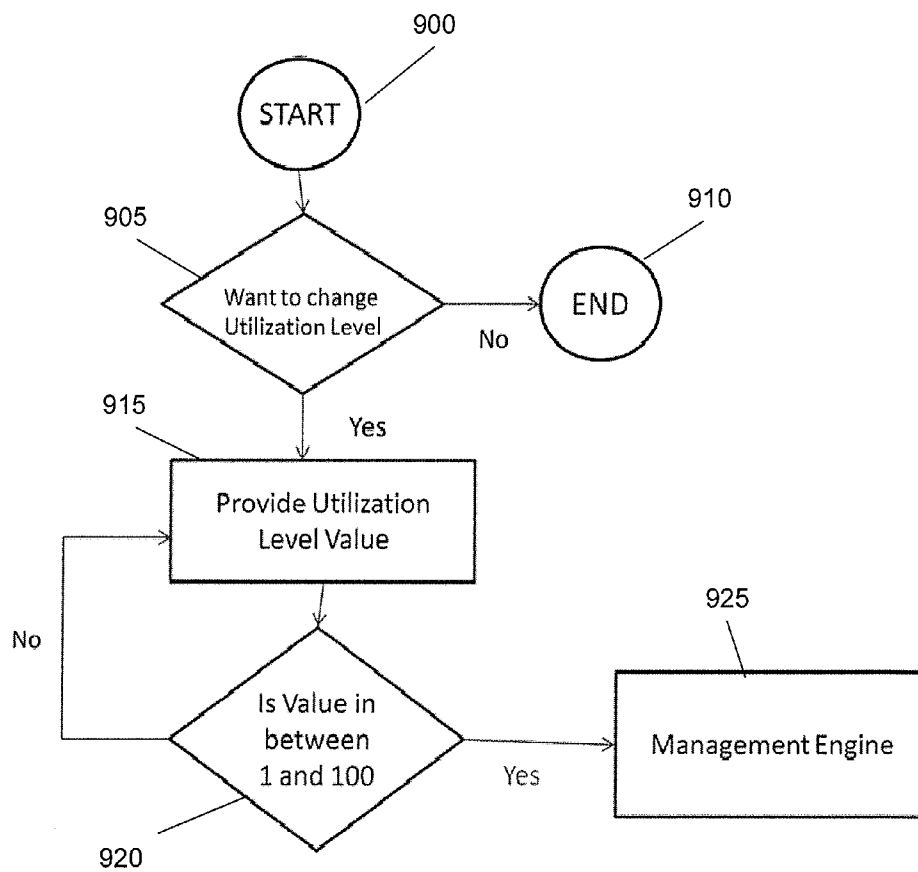 900
START
910
905
Want to change
Utilization Level
END
No
915
Yes
Provide Utilization
Level Value
925
No
Is Value in
between
1 and 100
Management Engine
Yes
920